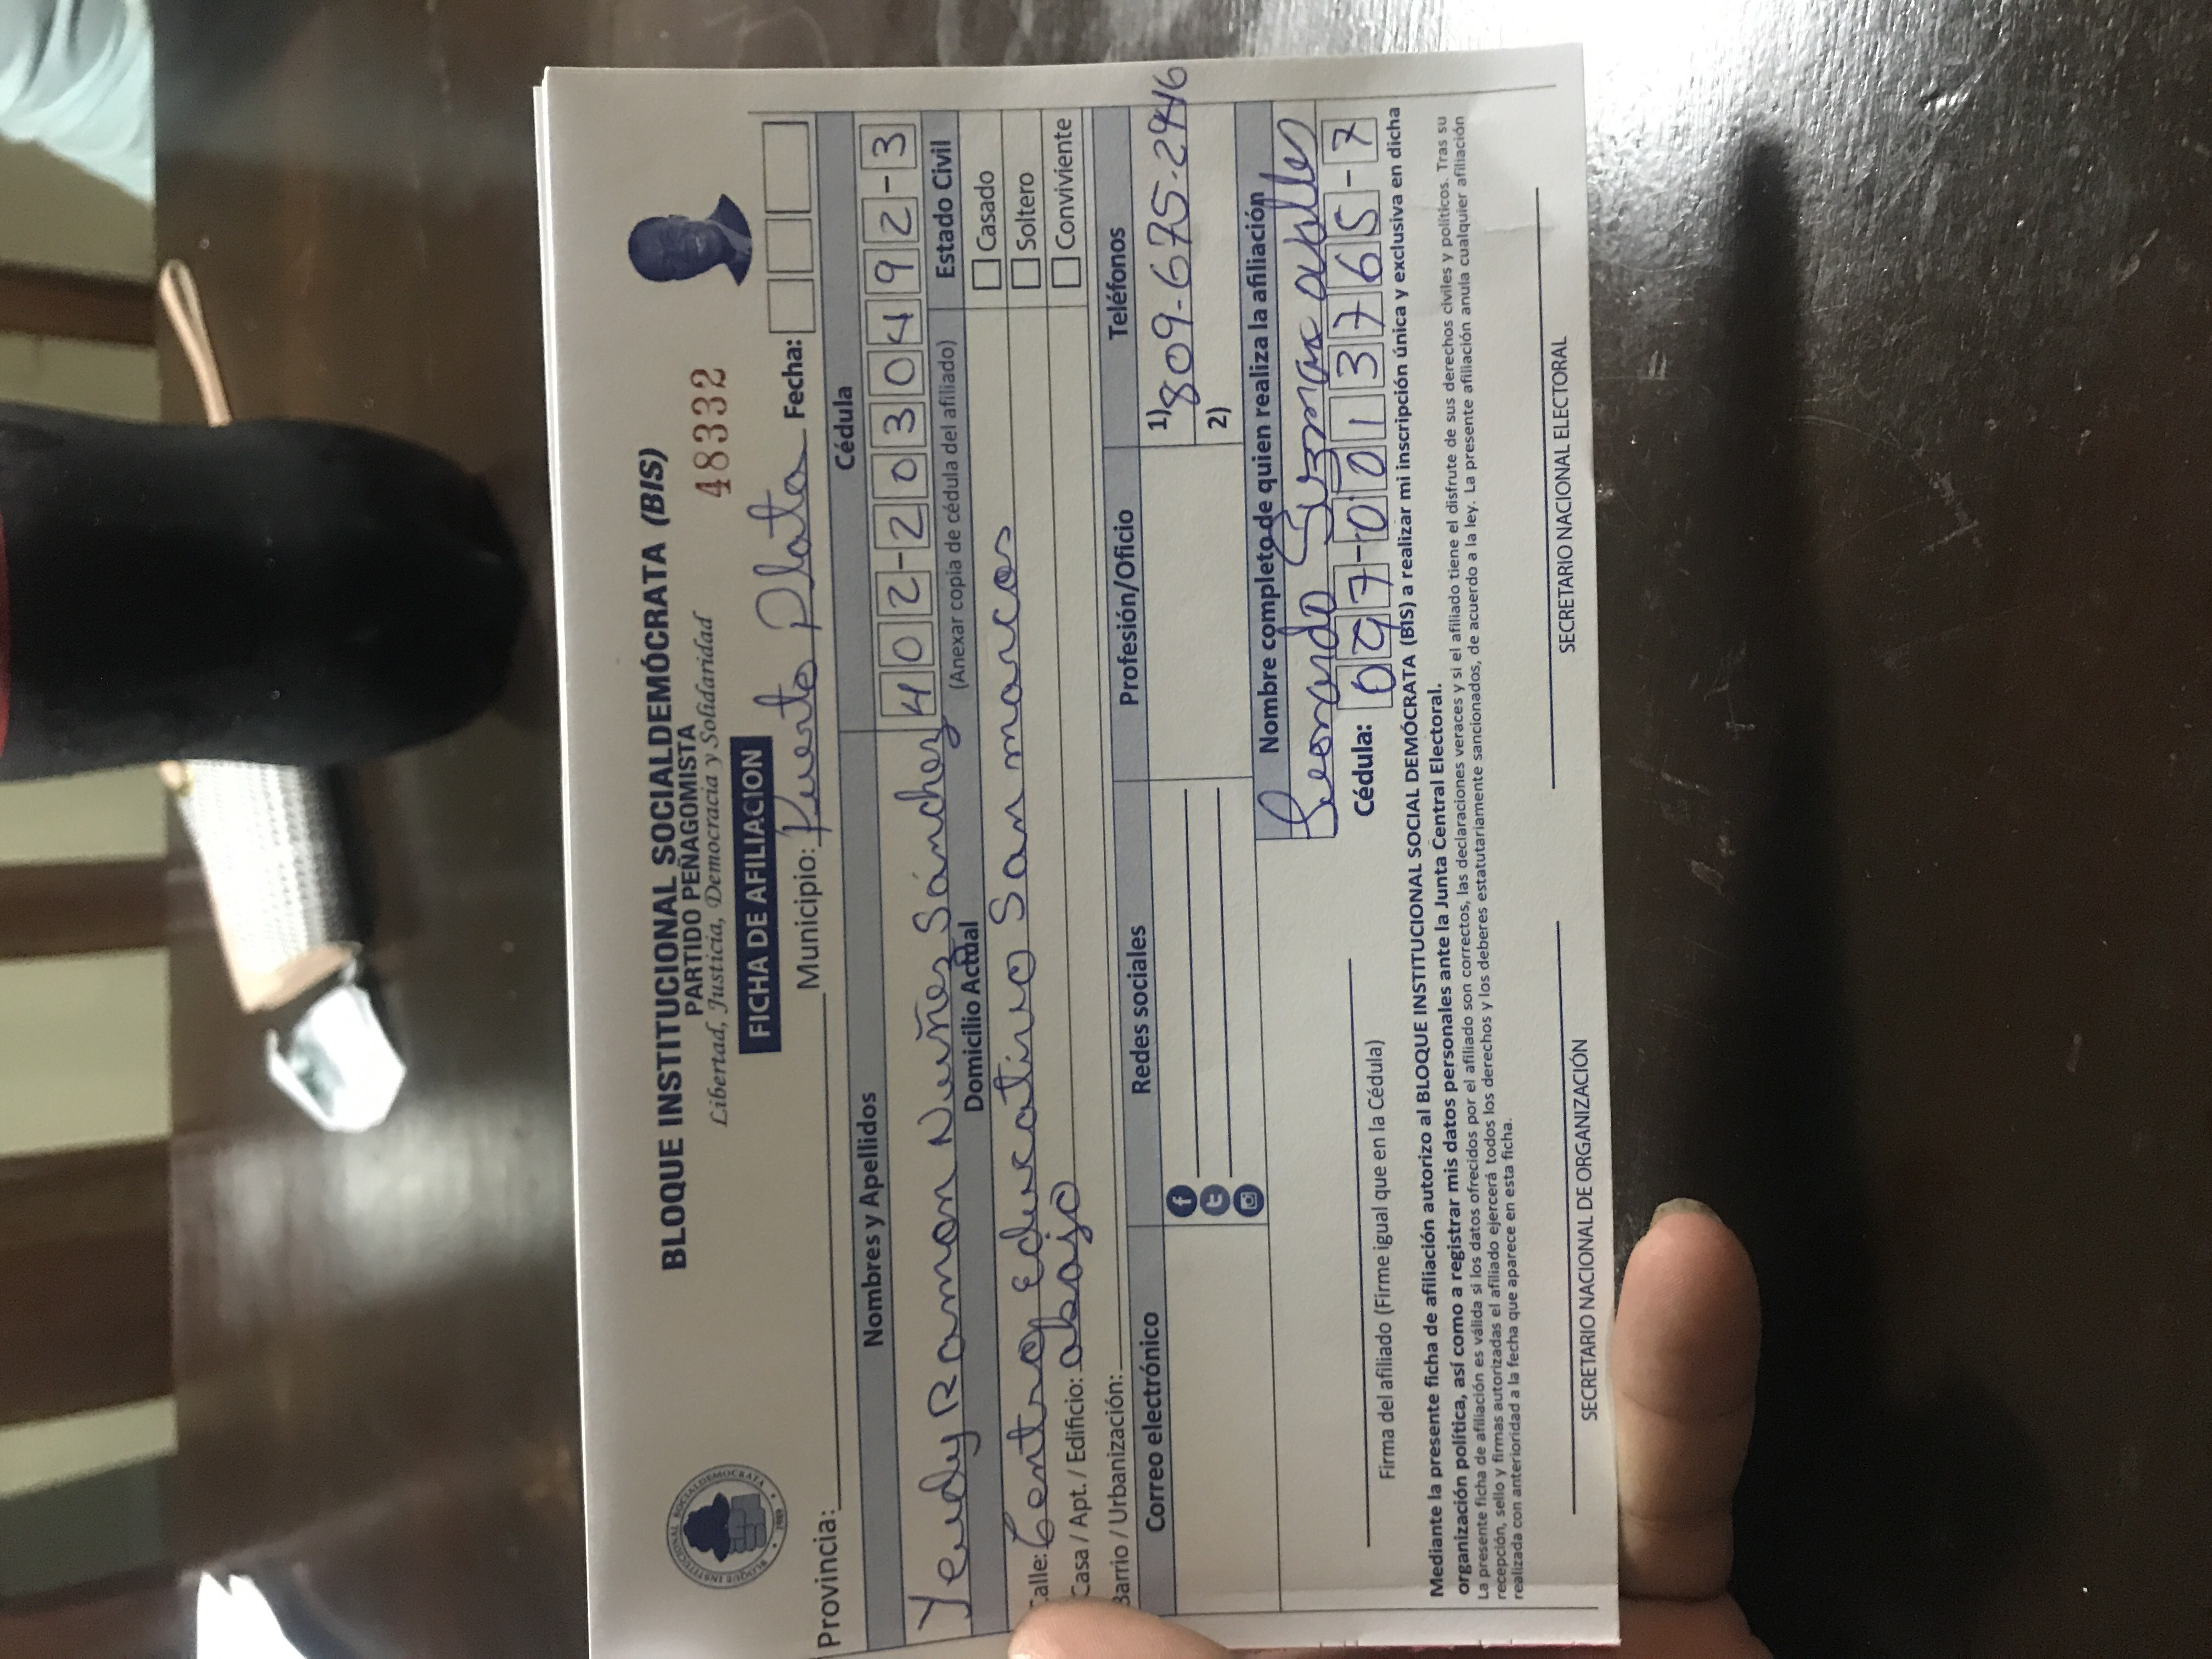 BLOQUE INSTITUCIONAL SOCIALDEMÓCRATA (BIS)
PARTIDO PEÑAGOMISTA
Libertad, Justicia, Democracia y Solidaridad
483332
FICHA DE AFILIACION
Provincia: Municipio: Puerto Plata Fecha:
Nombres y Apellidos Cédula
Yeudy Ramon Nuñes Sánchez 402-2030492-3
Domicilio Actual (Anexar copia de cédula del afiliado) Estado Civil
Calle: Centro Educativo San marcos
Casado
Casa / Apt. / Edificio: abajo
Soltero
Barrio / Urbanización:
Conviviente
Correo electrónico Redes sociales Profesión/Oficio Teléfonos
1) 809-675-2946
2)
Nombre completo de quien realiza la afiliación
Leonardo Guzman
Cédula: 097-0013765-7
Firma del afiliado (Firme igual que en la Cédula)
Mediante la presente ficha de afiliación autorizo al BLOQUE INSTITUCIONAL SOCIAL DEMÓCRATA (BIS) a realizar mi inscripción única y exclusiva en dicha
organización política, así como a registrar mis datos personales ante la Junta Central Electoral.
La presente ficha de afiliación es válida si los datos ofrecidos por el afiliado son correctos, las declaraciones veraces y si el afiliado tiene el disfrute de sus derechos civiles y políticos. Tras su
recepción, sello y firmas autorizadas el afiliado ejercerá todos los derechos y los deberes estatutariamente sancionados, de acuerdo a la ley. La presente afiliación anula cualquier afiliación
realizada con anterioridad a la fecha que aparece en esta ficha.
SECRETARIO NACIONAL DE ORGANIZACIÓN SECRETARIO NACIONAL ELECTORAL